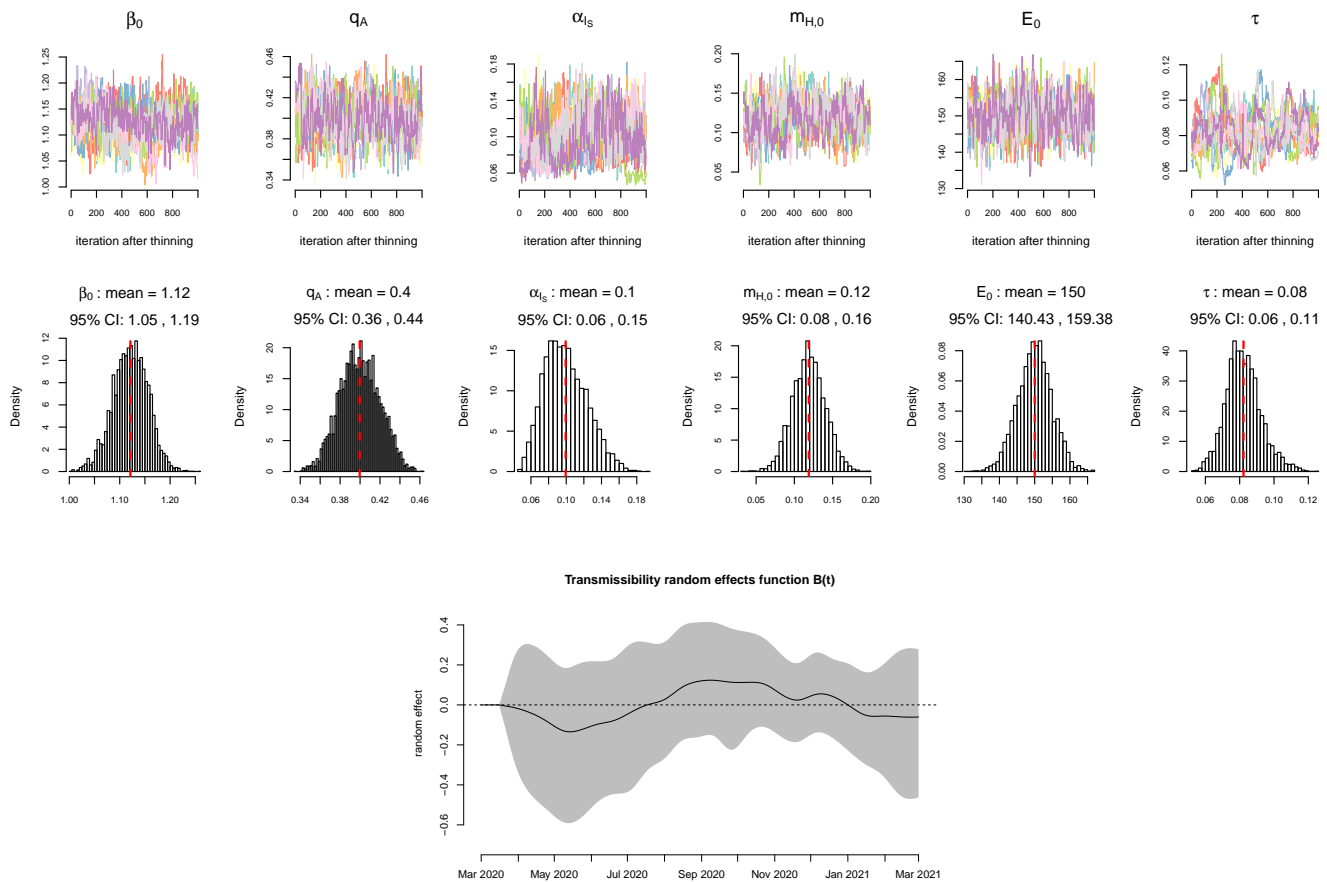 β0 qA αIS mH,0 E0 τ
1.00 1.05 1.10 1.15 1.20 1.25
0 200 400 600 800
iteration after thinning
0.34 0.38 0.42 0.46
0 200 400 600 800
iteration after thinning
0.06 0.10 0.14 0.18
0 200 400 600 800
iteration after thinning
0.05 0.10 0.15 0.20
0 200 400 600 800
iteration after thinning
130 140 150 160
0 200 400 600 800
iteration after thinning
0.06 0.08 0.10 0.12
0 200 400 600 800
iteration after thinning
β0 : mean = 1.12
95% CI: 1.05 , 1.19
Density
0 2 4 6 8 10 12
1.00 1.10 1.20
qA : mean = 0.4
95% CI: 0.36 , 0.44
Density
0 5 10 15 20
0.34 0.38 0.42 0.46
αIS : mean = 0.1
95% CI: 0.06 , 0.15
Density
0 5 10 15
0.06 0.10 0.14 0.18
mH,0 : mean = 0.12
95% CI: 0.08 , 0.16
Density
0 5 10 15 20
0.05 0.10 0.15 0.20
E0 : mean = 150
95% CI: 140.43 , 159.38
Density
0.00 0.02 0.04 0.06 0.08
130 140 150 160
τ : mean = 0.08
95% CI: 0.06 , 0.11
Density
0 10 20 30 40
0.06 0.08 0.10 0.12
Transmissibility random effects function B(t)
random effect
−0.6 −0.4 −0.2 0.0 0.2 0.4
Mar 2020 May 2020 Jul 2020 Sep 2020 Nov 2020 Jan 2021 Mar 2021